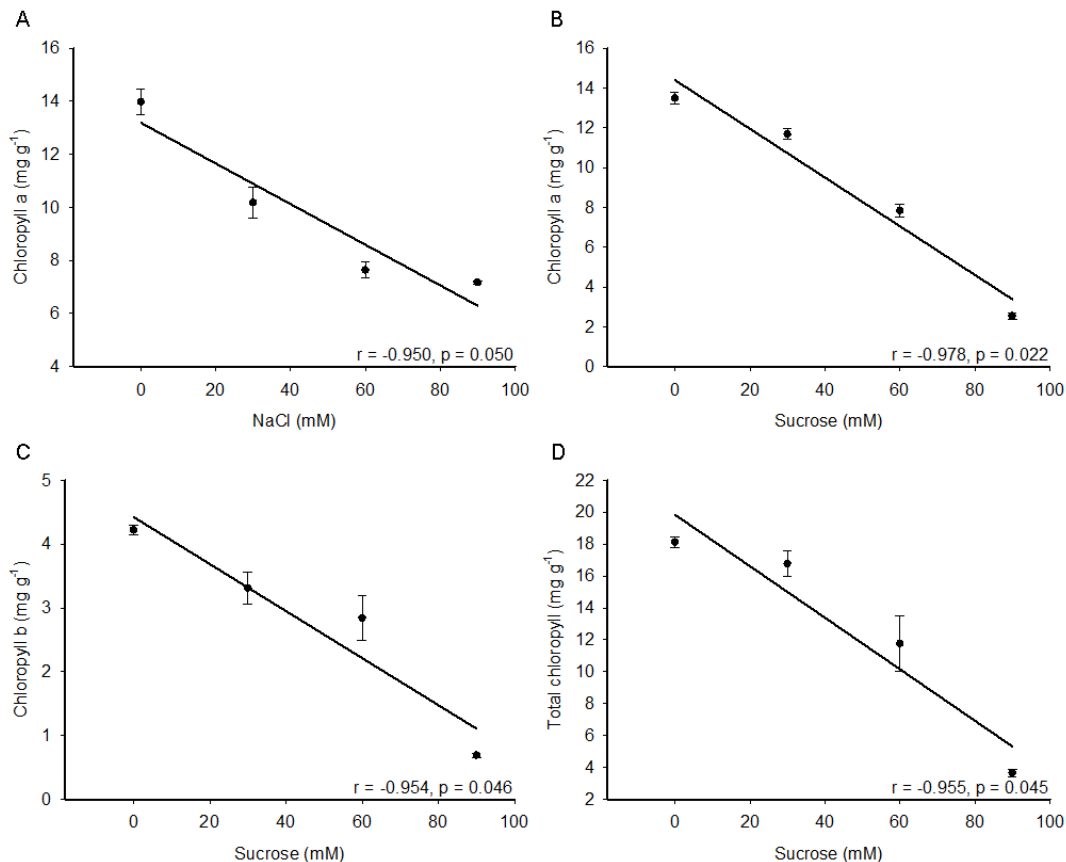 A
Chloropyll a (mg g⁻¹)
16
14
12
10
8
6
4
r = -0.950, p = 0.050
0 20 40 60 80 100
NaCl (mM)
B
Chloropyll a (mg g⁻¹)
16
14
12
10
8
6
4
2
0
r = -0.978, p = 0.022
0 20 40 60 80 100
Sucrose (mM)
C
Chloropyll b (mg g⁻¹)
5
4
3
2
1
0
r = -0.954, p = 0.046
0 20 40 60 80 100
Sucrose (mM)
D
Total chloropyll (mg g⁻¹)
22
20
18
16
14
12
10
8
6
4
2
r = -0.955, p = 0.045
0 20 40 60 80 100
Sucrose (mM)